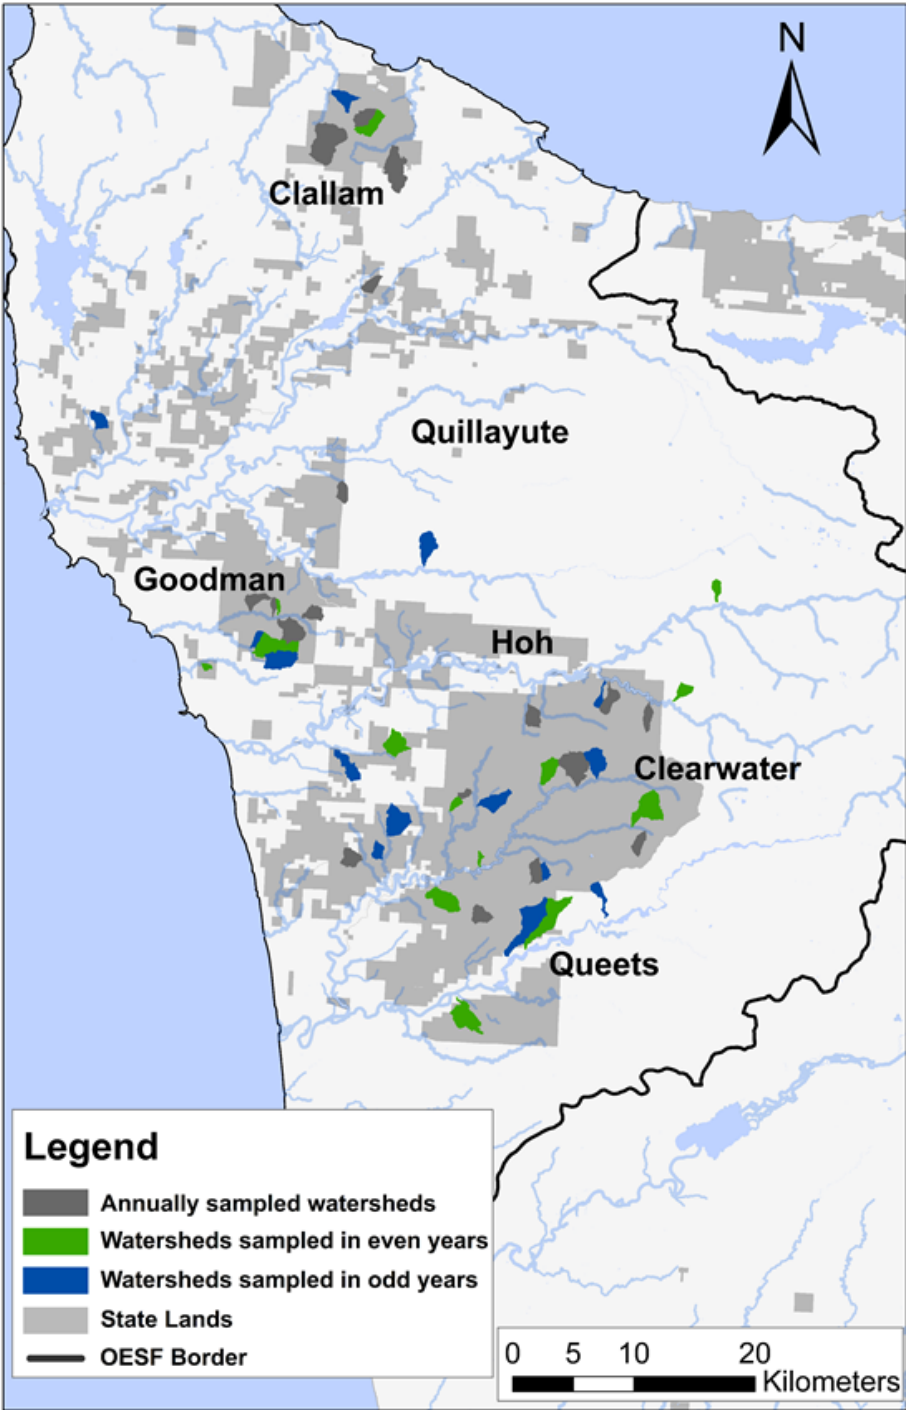 N
Clallam
Quillayute
Goodman
Hoh
Clearwater
Queets
Legend
Annually sampled watersheds
Watersheds sampled in even years
Watersheds sampled in odd years
State Lands
OESF Border
0 5 10 20
Kilometers